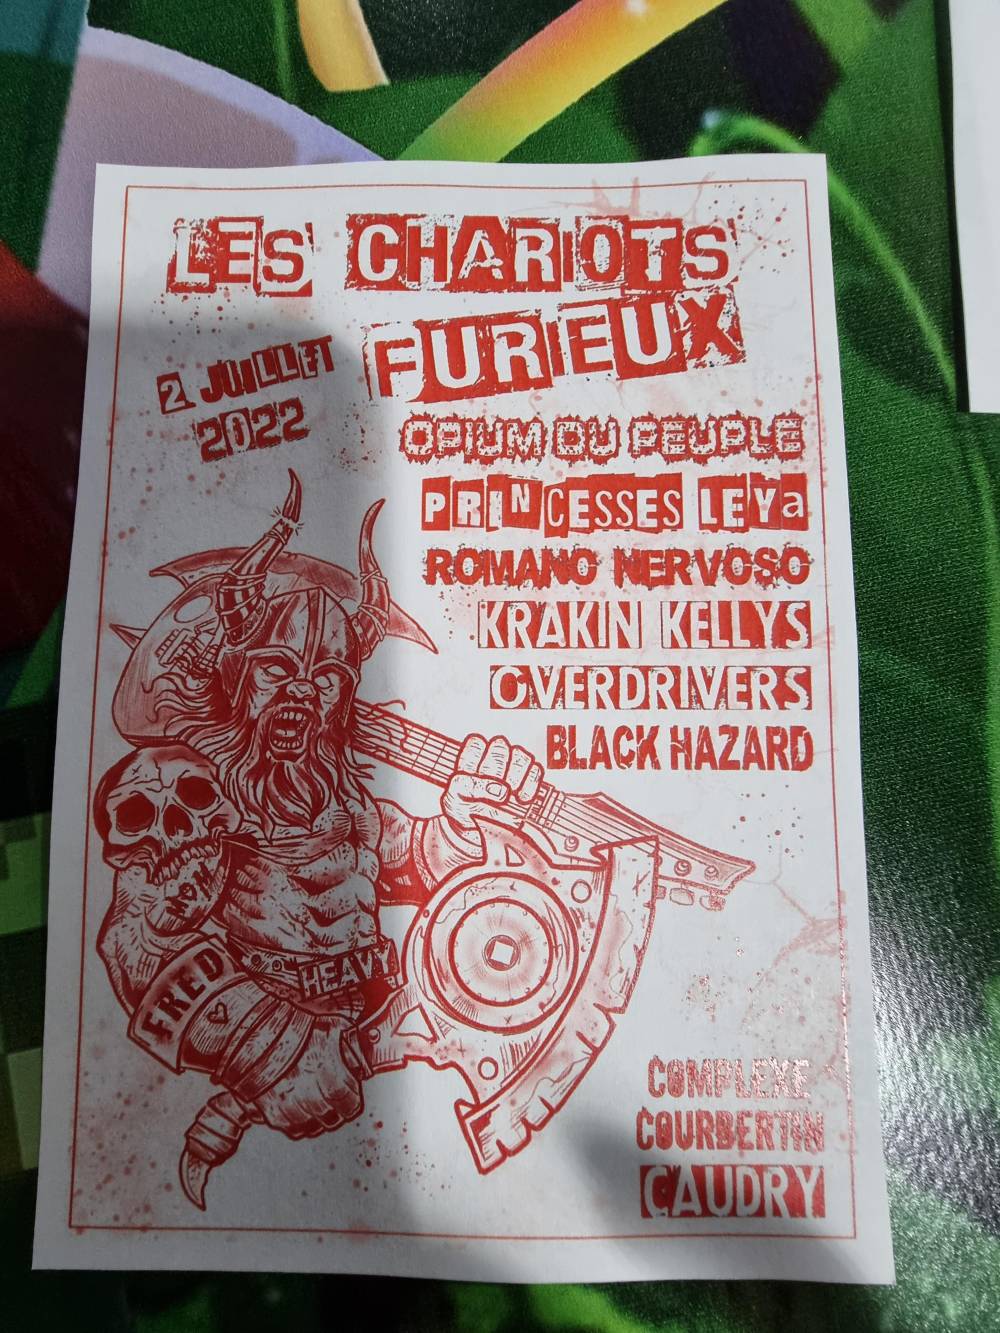 LES CHARIOTS
FURIEUX
2 JUILLET
2022
OPIUM DU PEUPLE
PRINCESSES LEYa
ROMANO NERVOSO
KRAKIN KELLYS
OVERDRIVERS
BLACK HAZARD
MOM
FRED
HEAVY
COMPLEXE
COURBERTIN
CAUDRY